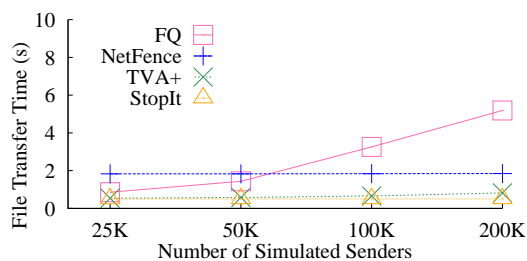 10
8
6
4
2
0
File Transfer Time (s)
FQ
NetFence
TVA+
StopIt
25K
50K
100K
200K
Number of Simulated Senders